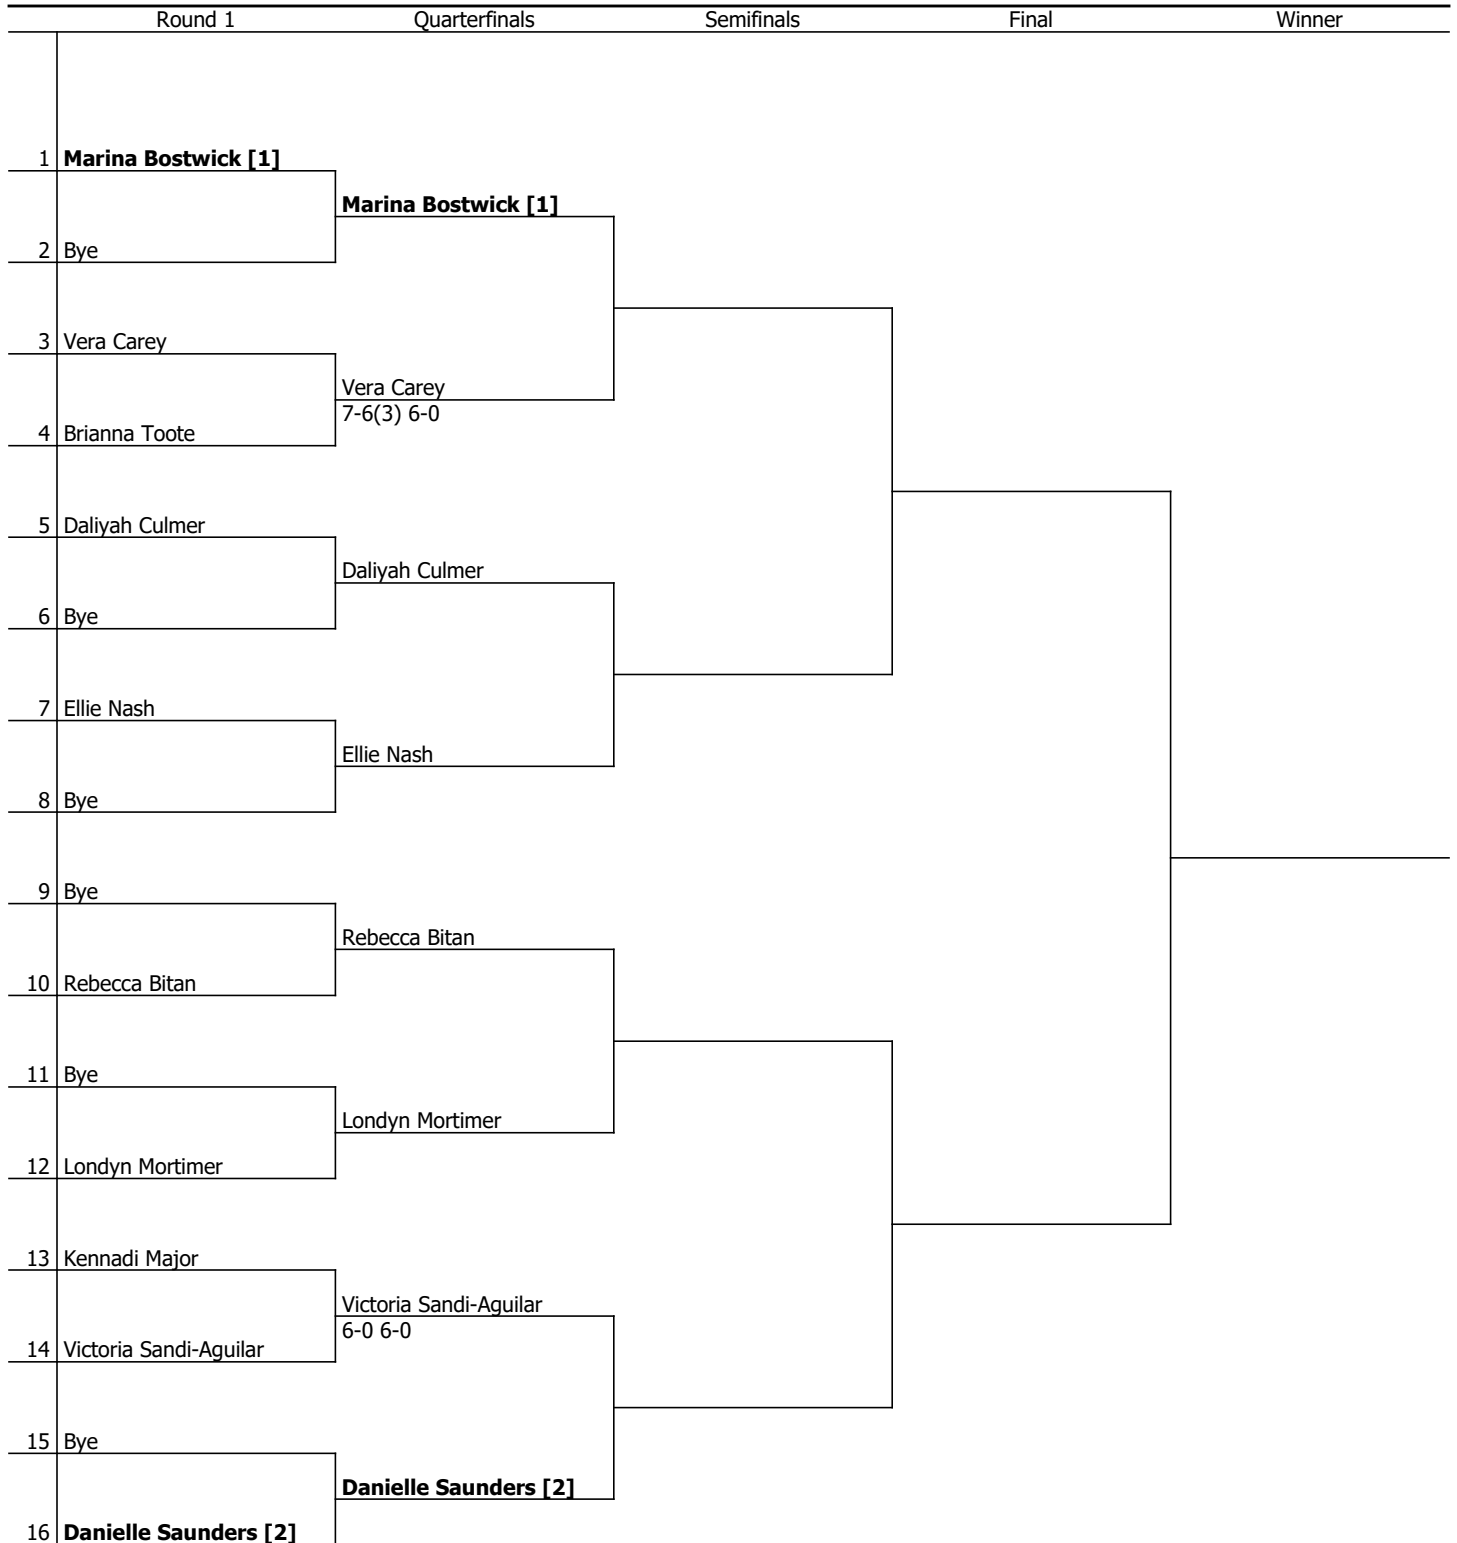 Round 1 Quarterfinals Semifinals Final Winner
1 Marina Bostwick [1]
Marina Bostwick [1]
2 Bye
3 Vera Carey
Vera Carey
7-6(3) 6-0
4 Brianna Toote
5 Daliyah Culmer
Daliyah Culmer
6 Bye
7 Ellie Nash
Ellie Nash
8 Bye
9 Bye
Rebecca Bitan
10 Rebecca Bitan
11 Bye
Londyn Mortimer
12 Londyn Mortimer
13 Kennadi Major
Victoria Sandi-Aguilar
6-0 6-0
14 Victoria Sandi-Aguilar
15 Bye
Danielle Saunders [2]
16 Danielle Saunders [2]